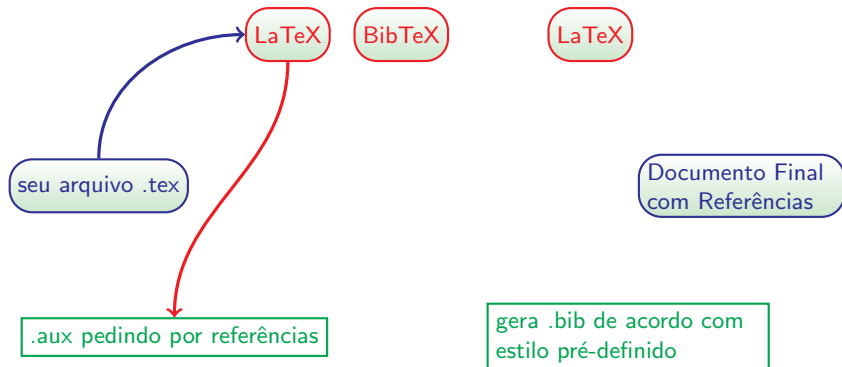 LaTeX
BibTeX
LaTeX
seu arquivo .tex
Documento Final
com Referências
.aux pedindo por referências
gera .bib de acordo com
estilo pré-definido